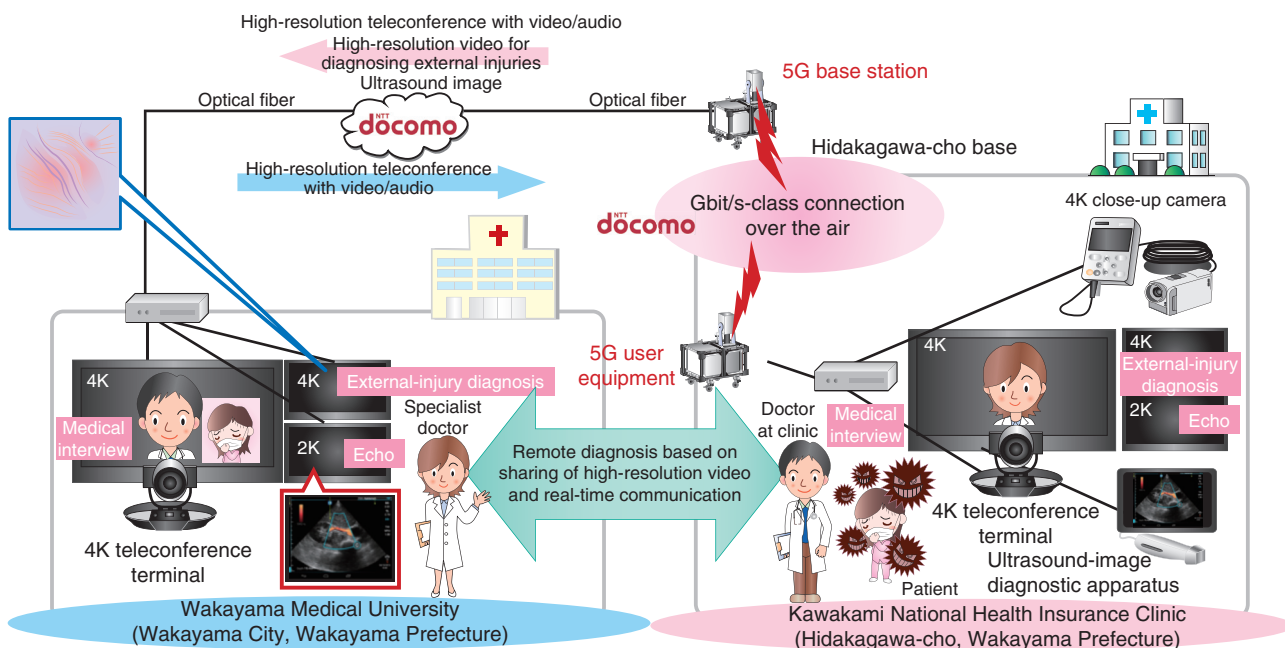 High-resolution teleconference with video/audio
High-resolution video for
diagnosing external injuries
Ultrasound image
Optical fiber
Optical fiber
NTT
döcomo
High-resolution teleconference
with video/audio
5G base station
Hidakagawa-cho base
NTT
döcomo
Gbit/s-class connection
over the air
4K close-up camera
5G user
equipment
4K
Medical
interview
4K
External-injury diagnosis
2K
Echo
Specialist
doctor
4K teleconference
terminal
Remote diagnosis based on
sharing of high-resolution video
and real-time communication
Doctor
at clinic
Medical
interview
4K
4K
External-injury
diagnosis
2K
Echo
Patient
4K teleconference
terminal
Ultrasound-image
diagnostic apparatus
Wakayama Medical University
(Wakayama City, Wakayama Prefecture)
Kawakami National Health Insurance Clinic
(Hidakagawa-cho, Wakayama Prefecture)